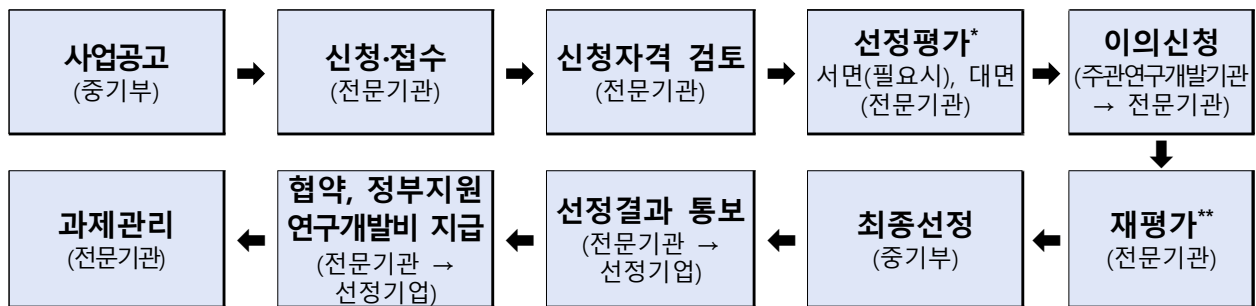 사업공고
(중기부)
신청·접수
(전문기관)
신청자격 검토
(전문기관)
선정평가*
서면(필요시), 대면
(전문기관)
이의신청
(주관연구개발기관
→ 전문기관)
재평가**
(전문기관)
최종선정
(중기부)
선정결과 통보
(전문기관 →
선정기업)
협약, 정부지원
연구개발비 지급
(전문기관 →
선정기업)
과제관리
(전문기관)